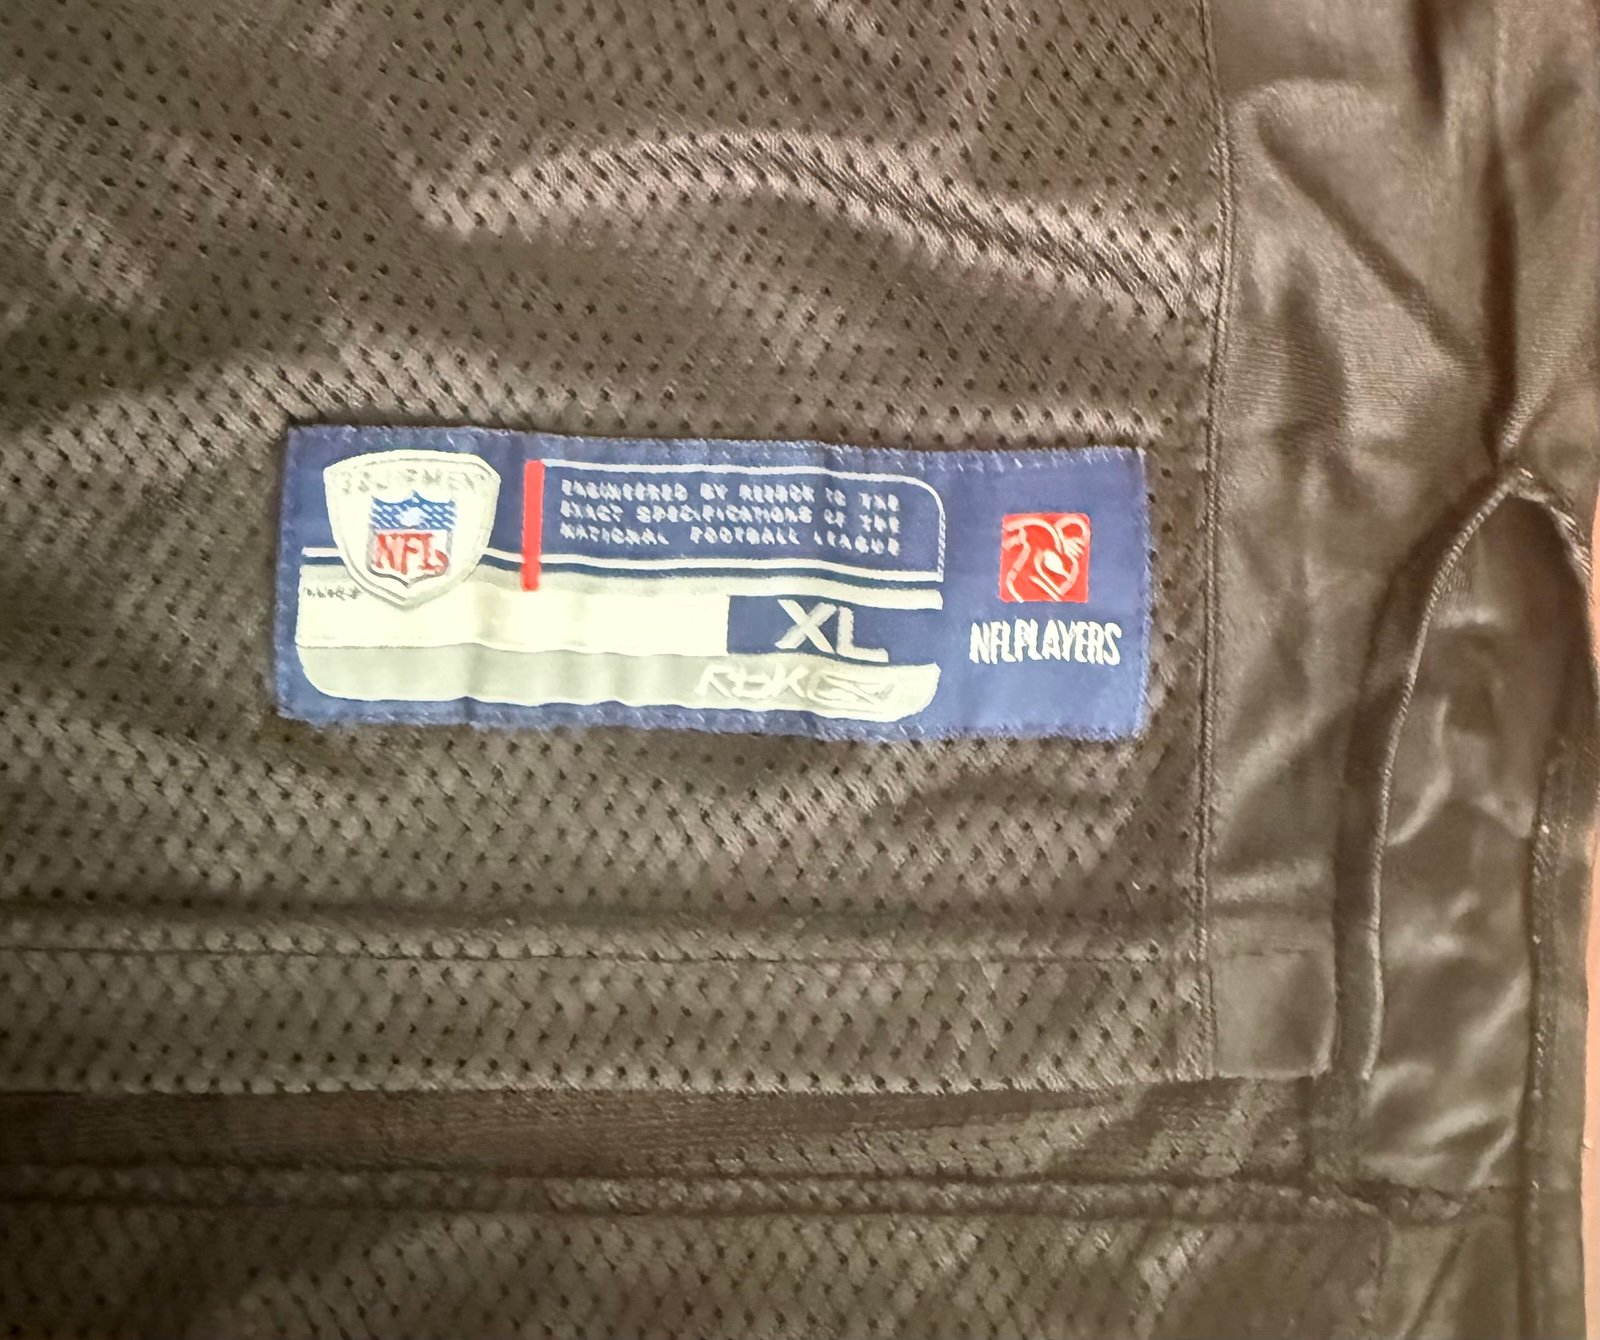 EQUIPMENT
NFL
ENGINEERED BY REEBOK TO THE
EXACT SPECIFICATIONS OF THE
NATIONAL FOOTBALL LEAGUE
XL
RBK
NFLPLAYERS